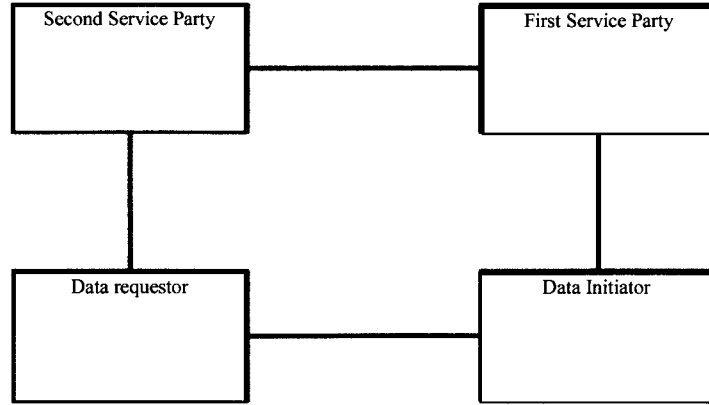 Second Service Party
First Service Party
Data requestor
Data Initiator